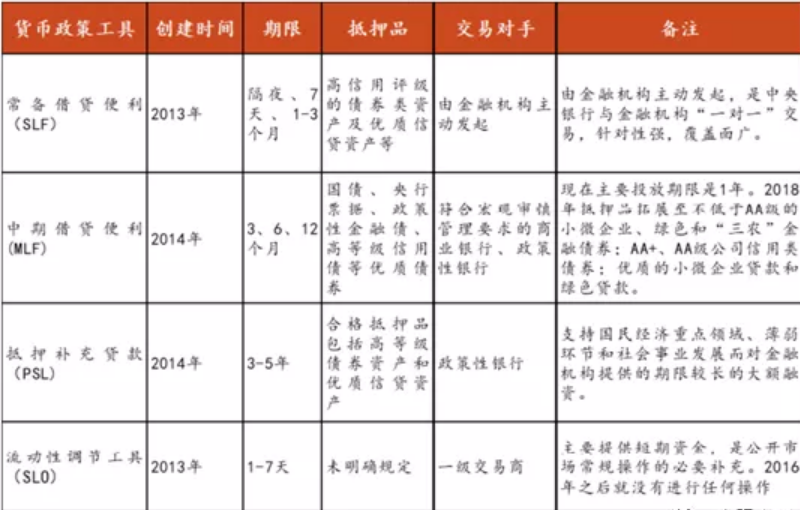 货币政策工具
创建时间
期限
抵押品
交易对手
备注
常备借贷便利
（SLF）
2013年
隔夜、7
天、1-3
个月
高信用评级
的债券类资
产及优质信
贷资产等
由金融机构主
动发起
由金融机构主动发起，是中央
银行与金融机构“一对一”交
易，针对性强，覆盖面广。
中期借贷便利
(MLF)
2014年
3、6、12
个月
国债、央行
票据、政策
性金融债、
高等级信用
债等优质债
券
符合宏观审慎
管理要求的商
业银行、政策
性银行
现在主要投放期限是1年。2018
年抵押品拓展至不低于AA级的
小微企业、绿色和“三农”金
融债券；AA+、AA级公司信用类
债券；优质的小微企业贷款和
绿色贷款。
抵押补充贷款
（PSL）
2014年
3-5年
合格抵押品
包括高等级
债券资产和
优质信贷资
产
政策性银行
支持国民经济重点领域、薄弱
环节和社会事业发展而对金融
机构提供的期限较长的大额融
资。
流动性调节工具
(SLO)
2013年
1-7天
未明确规定
一级交易商
主要提供短期资金，是公开市
场常规操作的必要补充。2016
年之后就没有进行任何操作